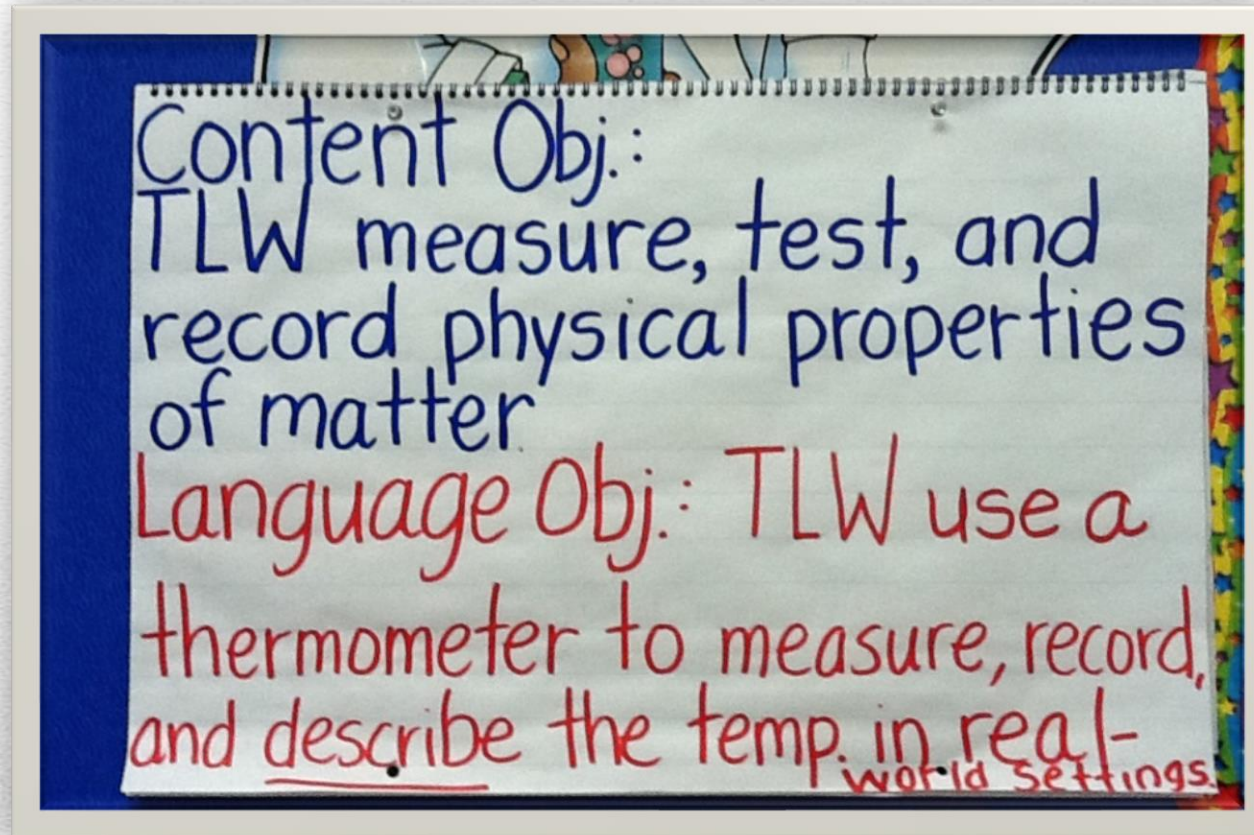 Content Obj.:
TLW measure, test, and
record physical properties
of matter
Language Obj.: TLW use a
thermometer to measure, record,
and describe the temp. in real-
world settings.